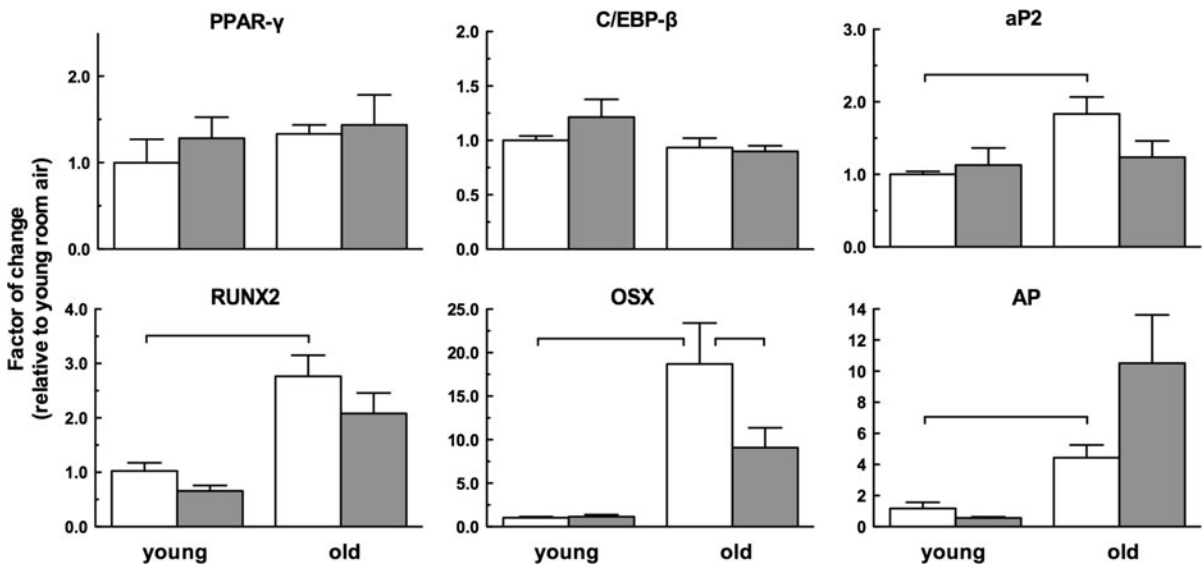 PPAR-γ
C/EBP-β
aP2
Factor of change
(relative to young room air)
2.0
1.0
0.0
2.0
1.5
1.0
0.5
0.0
3.0
2.0
1.0
0.0
RUNX2
OSX
AP
4.0
3.0
2.0
1.0
0.0
25.0
20.0
15.0
10.0
5.0
0.0
14
12
10
8
6
4
2
0
young old
young old
young old